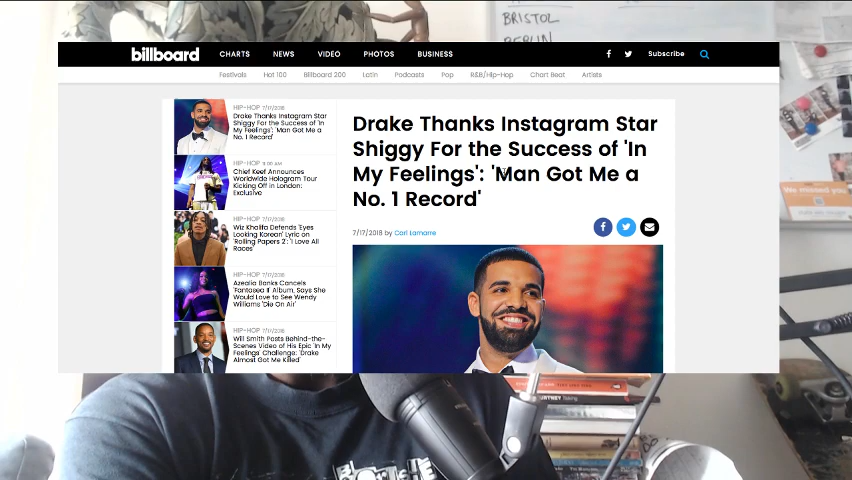 BRISTOL
BERLIN
billboard
CHARTS NEWS VIDEO PHOTOS BUSINESS Subscribe
Festivals Hot 100 Billboard 200 Latin Podcasts Pop R&B/Hip-Hop Chart Beat Artists
HIP-HOP 7/17/2018
Drake Thanks Instagram Star
Shiggy For the Success of 'In
My Feelings': 'Man Got Me a
No. 1 Record'
HIP-HOP
Chief Keef Announces
Worldwide Hologram Tour
Kicking Off in London:
Exclusive
HIP-HOP 7/17/2018
Wiz Khalifa Defends 'Eyes
Looking Korean' Lyric on
'Rolling Papers 2': 'I Love All
Races'
HIP-HOP 7/17/2018
Azealia Banks Cancels
'Fantasea II' Album, Says She
Would Love to See Wendy
Williams 'Die On Air'
HIP-HOP 7/17/2018
Will Smith Posts Behind-the-
Scenes Video of His Epic 'In My
Feelings' Challenge: 'Drake
Almost Got Me Killed'
Drake Thanks Instagram Star
Shiggy For the Success of 'In
My Feelings': 'Man Got Me a
No. 1 Record'
7/17/2018 by Carl Lamarre
We missed you